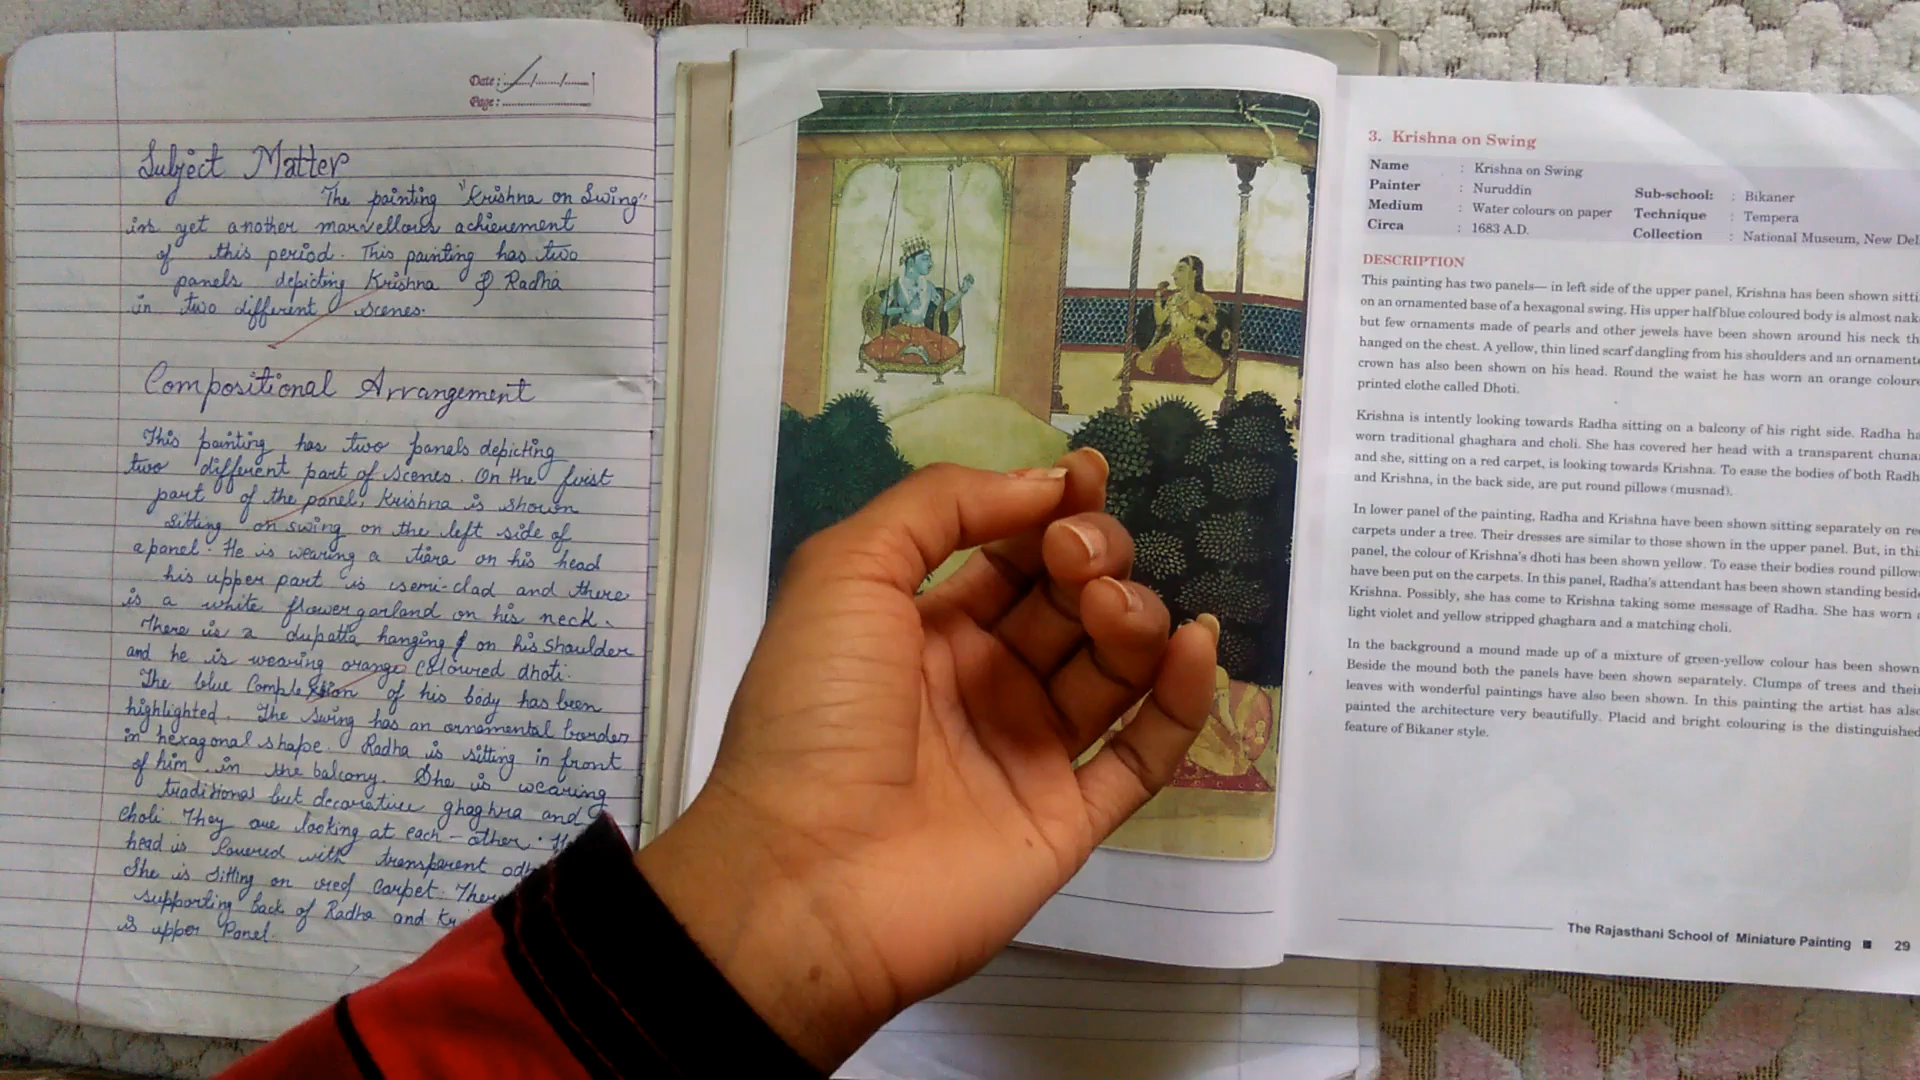 Date :
Page :
Subject Matter
The painting "Krishna on Swing"
is yet another marvellous achievement
of this period. This painting has two
panels depicting Krishna & Radha
in two different scenes.
Compositional Arrangement
This painting has two panels depicting
two different part of scenes. On the first
part of the panel, Krishna is shown
sitting on swing on the left side of
a panel. He is wearing a tiara on his head
his upper part is semi-clad and there
is a white flower garland on his neck.
There is a dupatta hanging on his shoulder
and he is wearing orange coloured dhoti.
The blue complexion of his body has been
highlighted. The swing has an ornamental border
in hexagonal shape. Radha is sitting in front
of him in the balcony. She is wearing
traditional but decorative ghaghra and
choli. They are looking at each-other.
head is covered with transparent
She is sitting on red carpet.
supporting back of Radha and
is upper Panel.
3. Krishna on Swing
Name : Krishna on Swing
Painter : Nuruddin Sub-school: : Bikaner
Medium : Water colours on paper Technique : Tempera
Circa : 1683 A.D. Collection : National Museum, New Del
DESCRIPTION
This painting has two panels— in left side of the upper panel, Krishna has been shown sitti
on an ornamented base of a hexagonal swing. His upper half blue coloured body is almost nak
but few ornaments made of pearls and other jewels have been shown around his neck th
hanged on the chest. A yellow, thin lined scarf dangling from his shoulders and an ornament
crown has also been shown on his head. Round the waist he has worn an orange colour
printed clothe called Dhoti.
Krishna is intently looking towards Radha sitting on a balcony of his right side. Radha ha
worn traditional ghaghara and choli. She has covered her head with a transparent chuna
and she, sitting on a red carpet, is looking towards Krishna. To ease the bodies of both Radh
and Krishna, in the back side, are put round pillows (musnad).
In lower panel of the painting, Radha and Krishna have been shown sitting separately on re
carpets under a tree. Their dresses are similar to those shown in the upper panel. But, in thi
panel, the colour of Krishna's dhoti has been shown yellow. To ease their bodies round pillow
have been put on the carpets. In this panel, Radha's attendant has been shown standing besid
Krishna. Possibly, she has come to Krishna taking some message of Radha. She has worn a
light violet and yellow stripped ghaghara and a matching choli.
In the background a mound made up of a mixture of green-yellow colour has been shown
Beside the mound both the panels have been shown separately. Clumps of trees and their
leaves with wonderful paintings have also been shown. In this painting the artist has also
painted the architecture very beautifully. Placid and bright colouring is the distinguished
feature of Bikaner style.
The Rajasthani School of Miniature Painting ■ 29